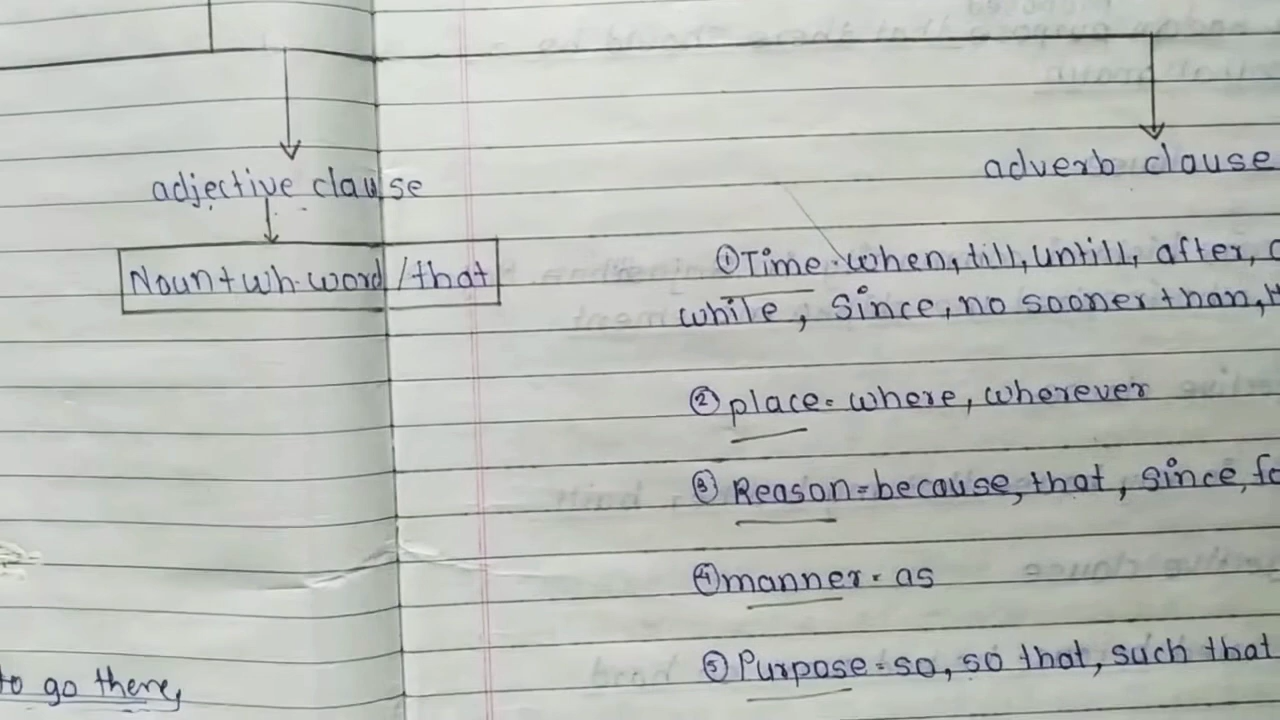 adjective clause
Noun + wh. word / that
to go there,
adverb clause
① Time - when, till, untill, after,
while, Since, no sooner than,
② place = where, wherever
③ Reason = because, that, since,
④ manner = as
⑤ Purpose = so, so that, such that